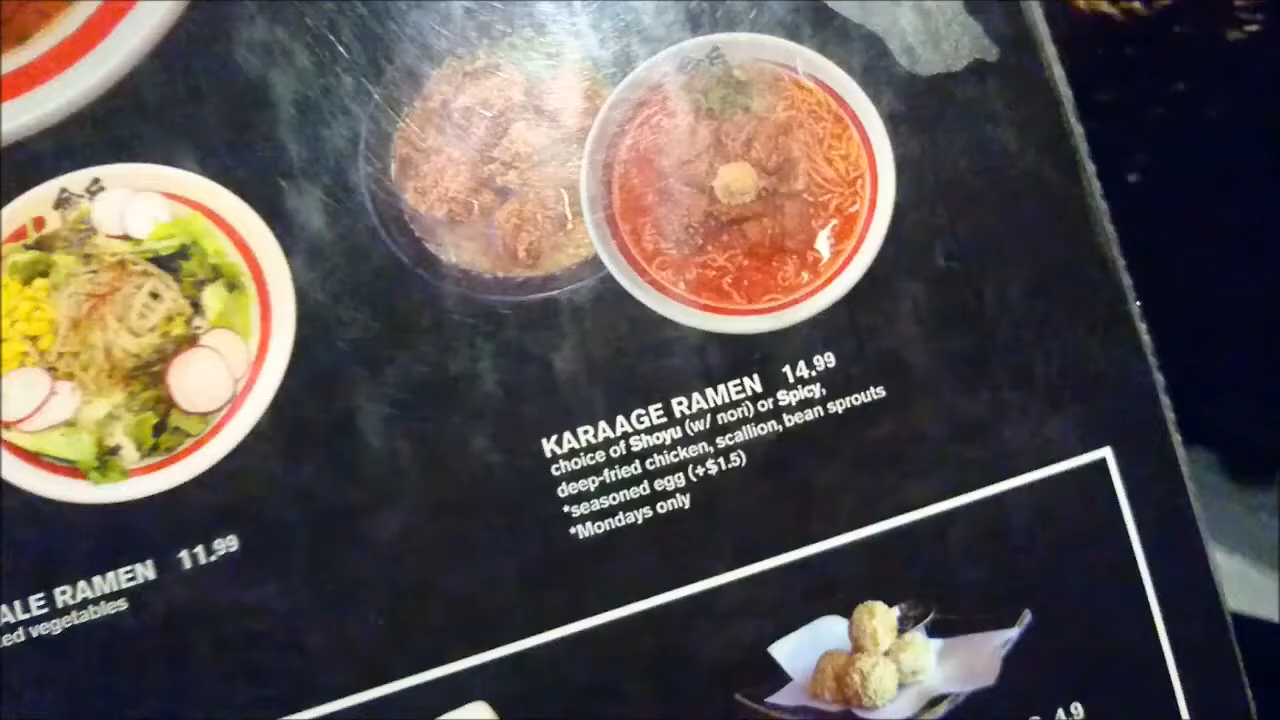 KARAAGE RAMEN 14.99
choice of Shoyu (w/ nori) or Spicy,
deep-fried chicken, scallion, bean sprouts
*seasoned egg (+$1.5)
*Mondays only
ALE RAMEN 11.99
ed vegetables